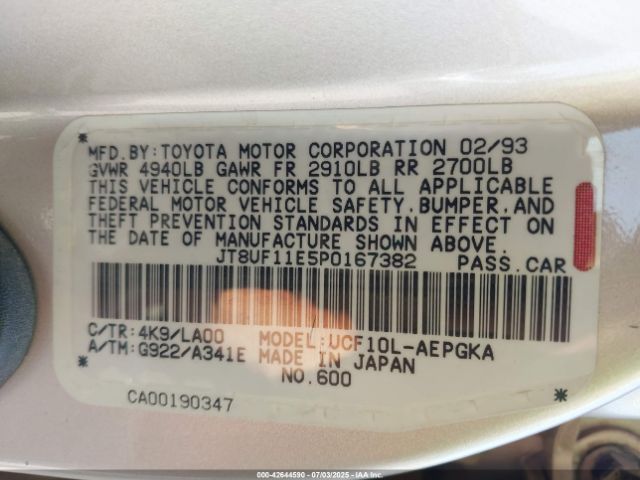 MFD.BY:TOYOTA MOTOR CORPORATION 02/93
GVWR 4940LB GAWR FR 2910LB RR 2700LB
THIS VEHICLE CONFORMS TO ALL APPLICABLE
FEDERAL MOTOR VEHICLE SAFETY,BUMPER,AND
THEFT PREVENTION STANDARDS IN EFFECT ON
THE DATE OF MANUFACTURE SHOWN ABOVE.
JT8UF11E5P0167382 PASS.CAR
C/TR:4K9/LA00 MODEL:UCF10L-AEPGKA
A/TM:G922/A341E MADE IN JAPAN
NO.600
CA00190347
000-42644590 - 07/03/2025 - IAAI Copyright